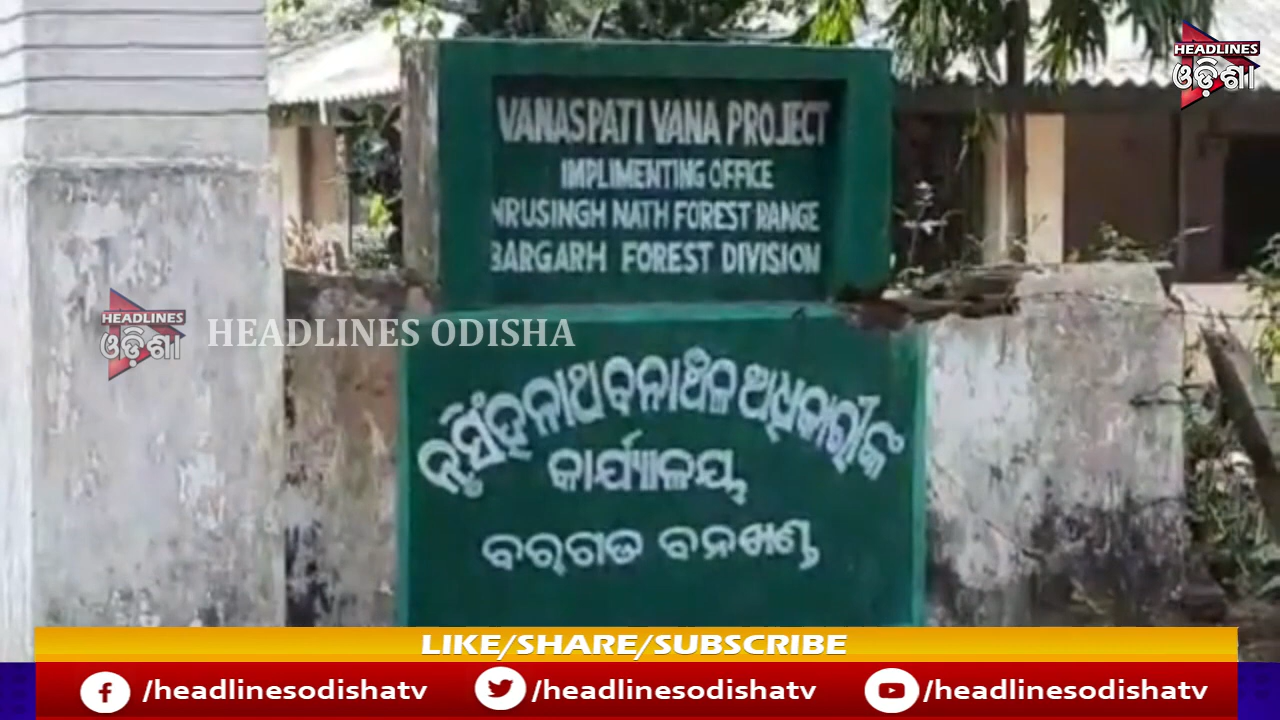 HEADLINES
ଓଡ଼ିଶା
VANASPATI VANA PROJECT
IMPLIMENTING OFFICE
NRUSINGH NATH FOREST RANGE
BARGARH FOREST DIVISION
HEADLINES
ଓଡ଼ିଶା
HEADLINES ODISHA
ନୃସିଂହନାଥ ବନାଞ୍ଚଳ ଅଧିକାରୀଙ୍କ
କାର୍ଯ୍ୟାଳୟ,
ବରଗଡ ବନଖଣ୍ଡ
LIKE/SHARE/SUBSCRIBE
/headlinesodishatv /headlinesodishatv /headlinesodishatv